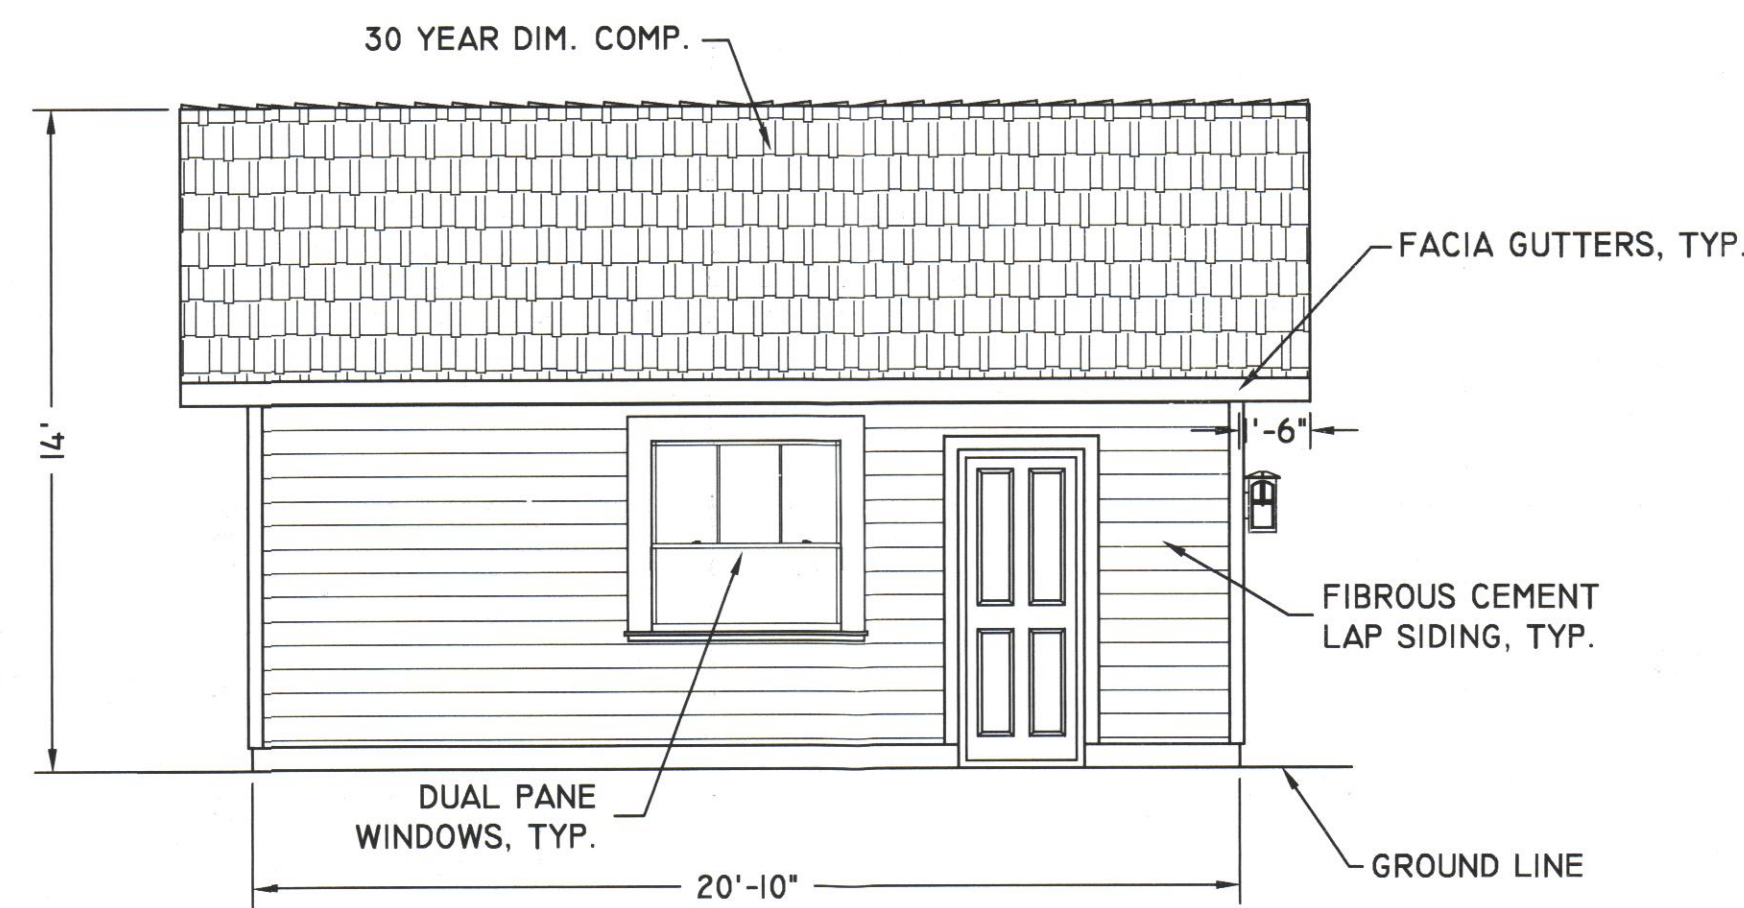 30 YEAR DIM. COMP.
FACIA GUTTERS, TYP.
14'
1'-6"
FIBROUS CEMENT
LAP SIDING, TYP.
DUAL PANE
WINDOWS, TYP.
GROUND LINE
20'-10"